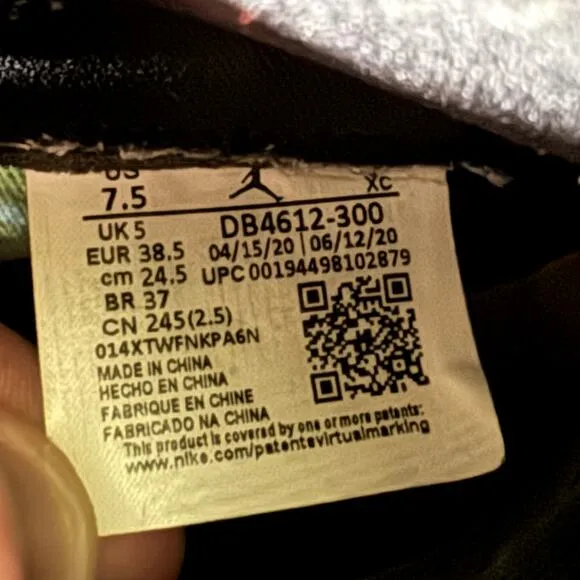 US
7.5
XC
UK 5 DB4612-300
EUR 38.5 04/15/20 | 06/12/20
cm 24.5 UPC 00194498102879
BR 37
CN 245(2.5)
014XTWFNKPA6N
MADE IN CHINA
HECHO EN CHINA
FABRIQUE EN CHINE
FABRICADO NA CHINA
This product is covered by one or more patents:
www.nike.com/patentsvirtualmarking